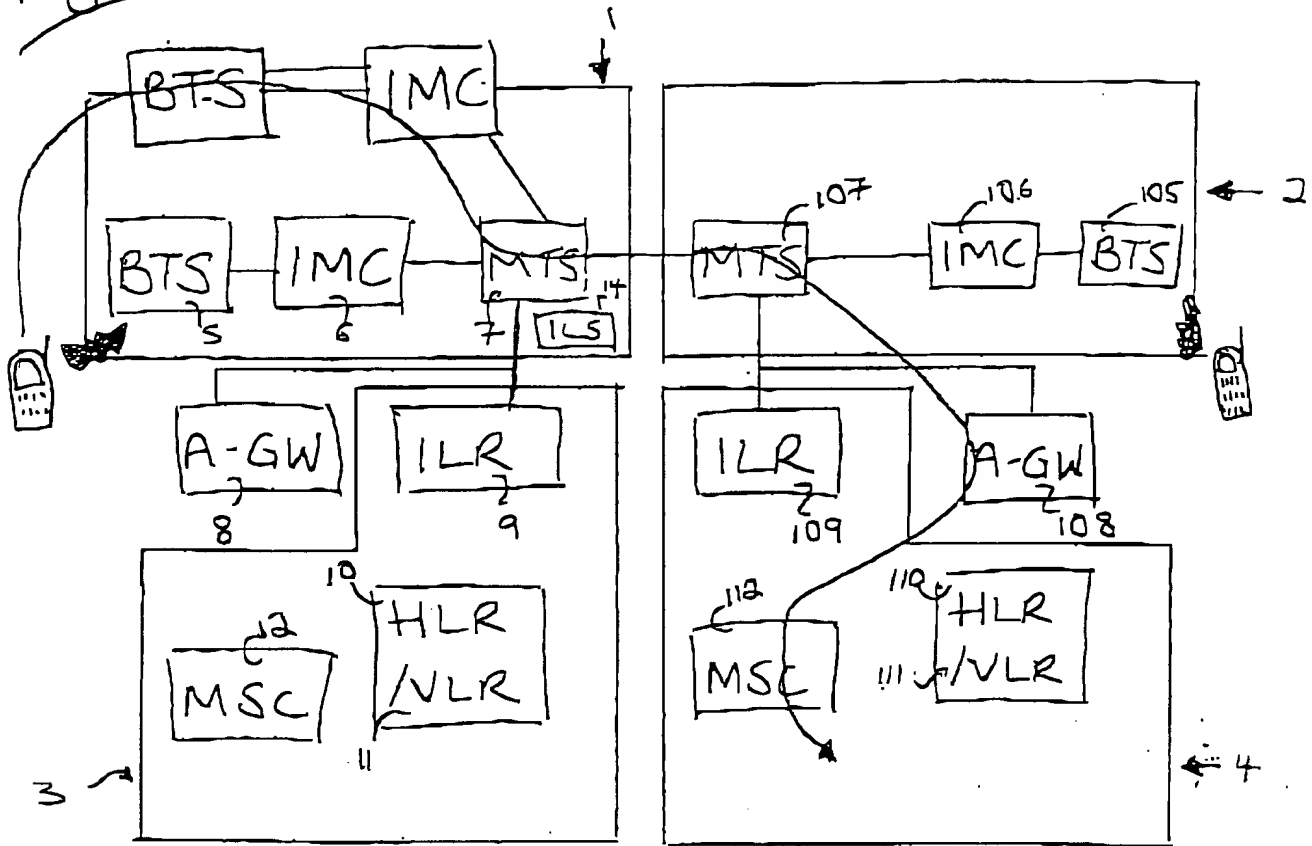 1
BTS IMC
107 106 105 2
BTS IMC MTS MTS IMC BTS
5 6 7 ILS 14
A-GW ILR ILR A-GW
8 9 109 108
10 110
12 HLR 112 HLR
MSC /VLR MSC 111 /VLR
11
3 4